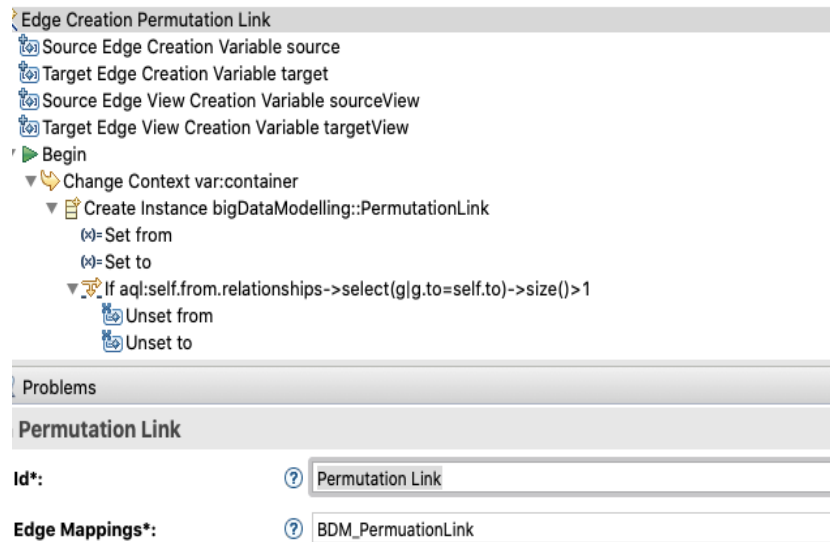 Edge Creation Permutation Link
Source Edge Creation Variable source
Target Edge Creation Variable target
Source Edge View Creation Variable sourceView
Target Edge View Creation Variable targetView
Begin
Change Context var:container
Create Instance bigDataModelling::PermutationLink
(x)= Set from
(x)= Set to
If aql:self.from.relationships->select(g|g.to=self.to)->size()>1
Unset from
Unset to
Problems
Permutation Link
Id*: ? Permutation Link
Edge Mappings*: ? BDM_PermuationLink